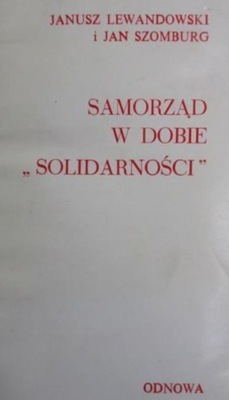 JANUSZ LEWANDOWSKI
i JAN SZOMBURG
SAMORZĄD
W DOBIE
„SOLIDARNOŚCI”
ODNOWA